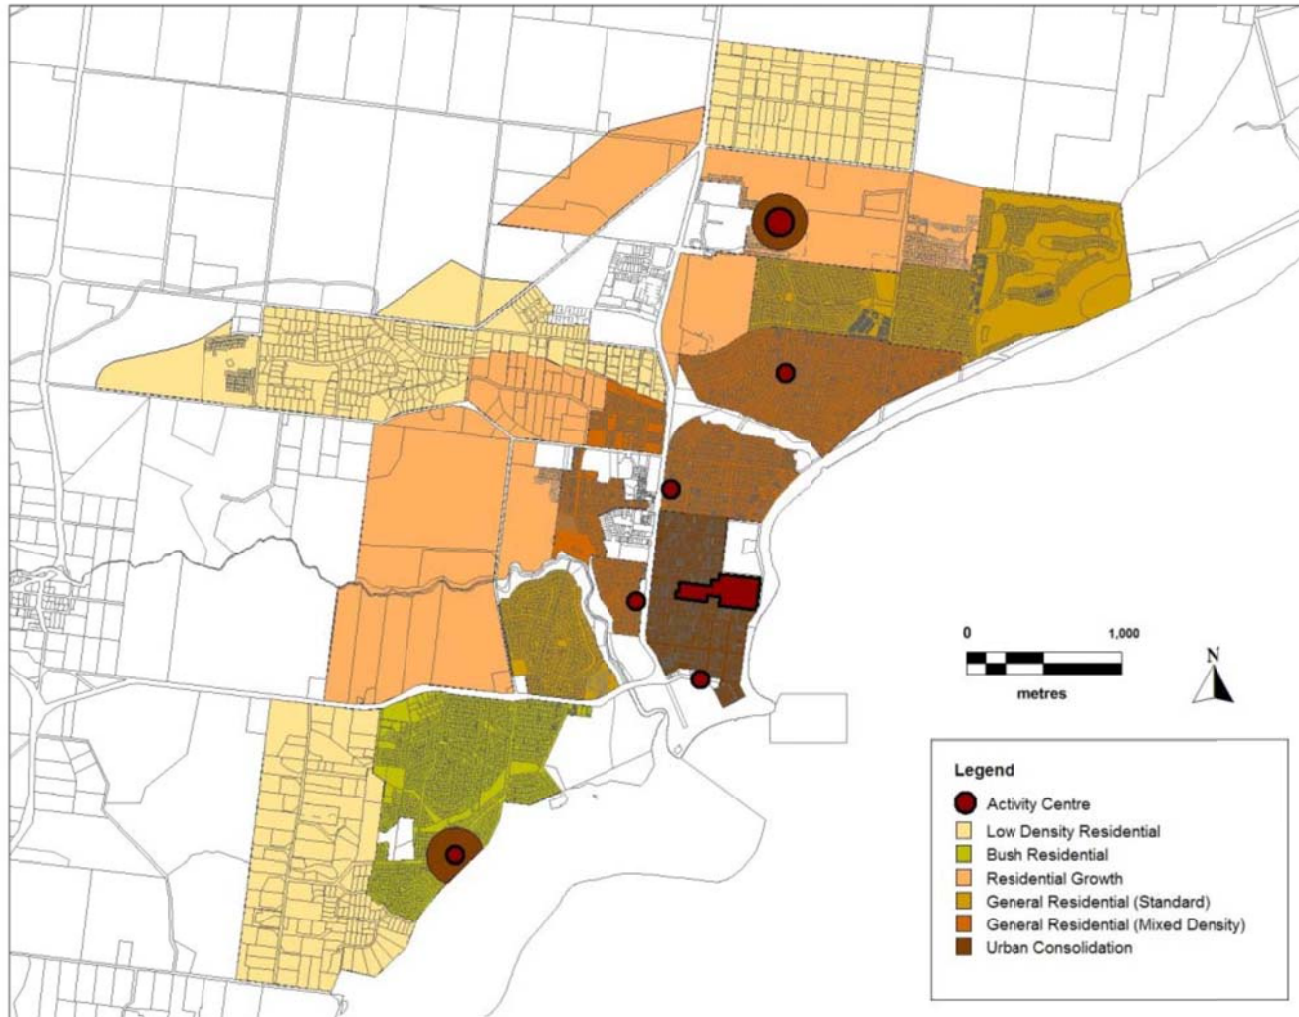 0 1,000
metres
N
Legend
Activity Centre
Low Density Residential
Bush Residential
Residential Growth
General Residential (Standard)
General Residential (Mixed Density)
Urban Consolidation